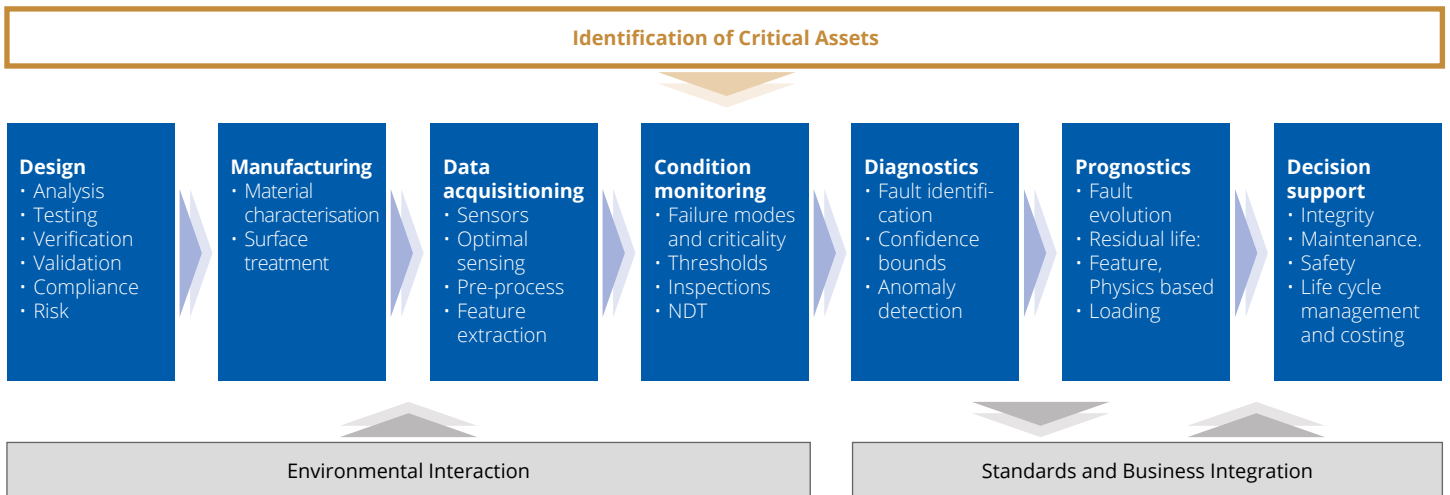 Identification of Critical Assets
Design
· Analysis
· Testing
· Verification
· Validation
· Compliance
· Risk
Manufacturing
· Material
characterisation
· Surface
treatment
Data
acquisitioning
· Sensors
· Optimal
sensing
· Pre-process
· Feature
extraction
Condition
monitoring
· Failure modes
and criticality
· Thresholds
· Inspections
· NDT
Diagnostics
· Fault identifi-
cation
· Confidence
bounds
· Anomaly
detection
Prognostics
· Fault
evolution
· Residual life:
· Feature,
Physics based
· Loading
Decision
support
· Integrity
· Maintenance.
· Safety
· Life cycle
management
and costing
Environmental Interaction
Standards and Business Integration